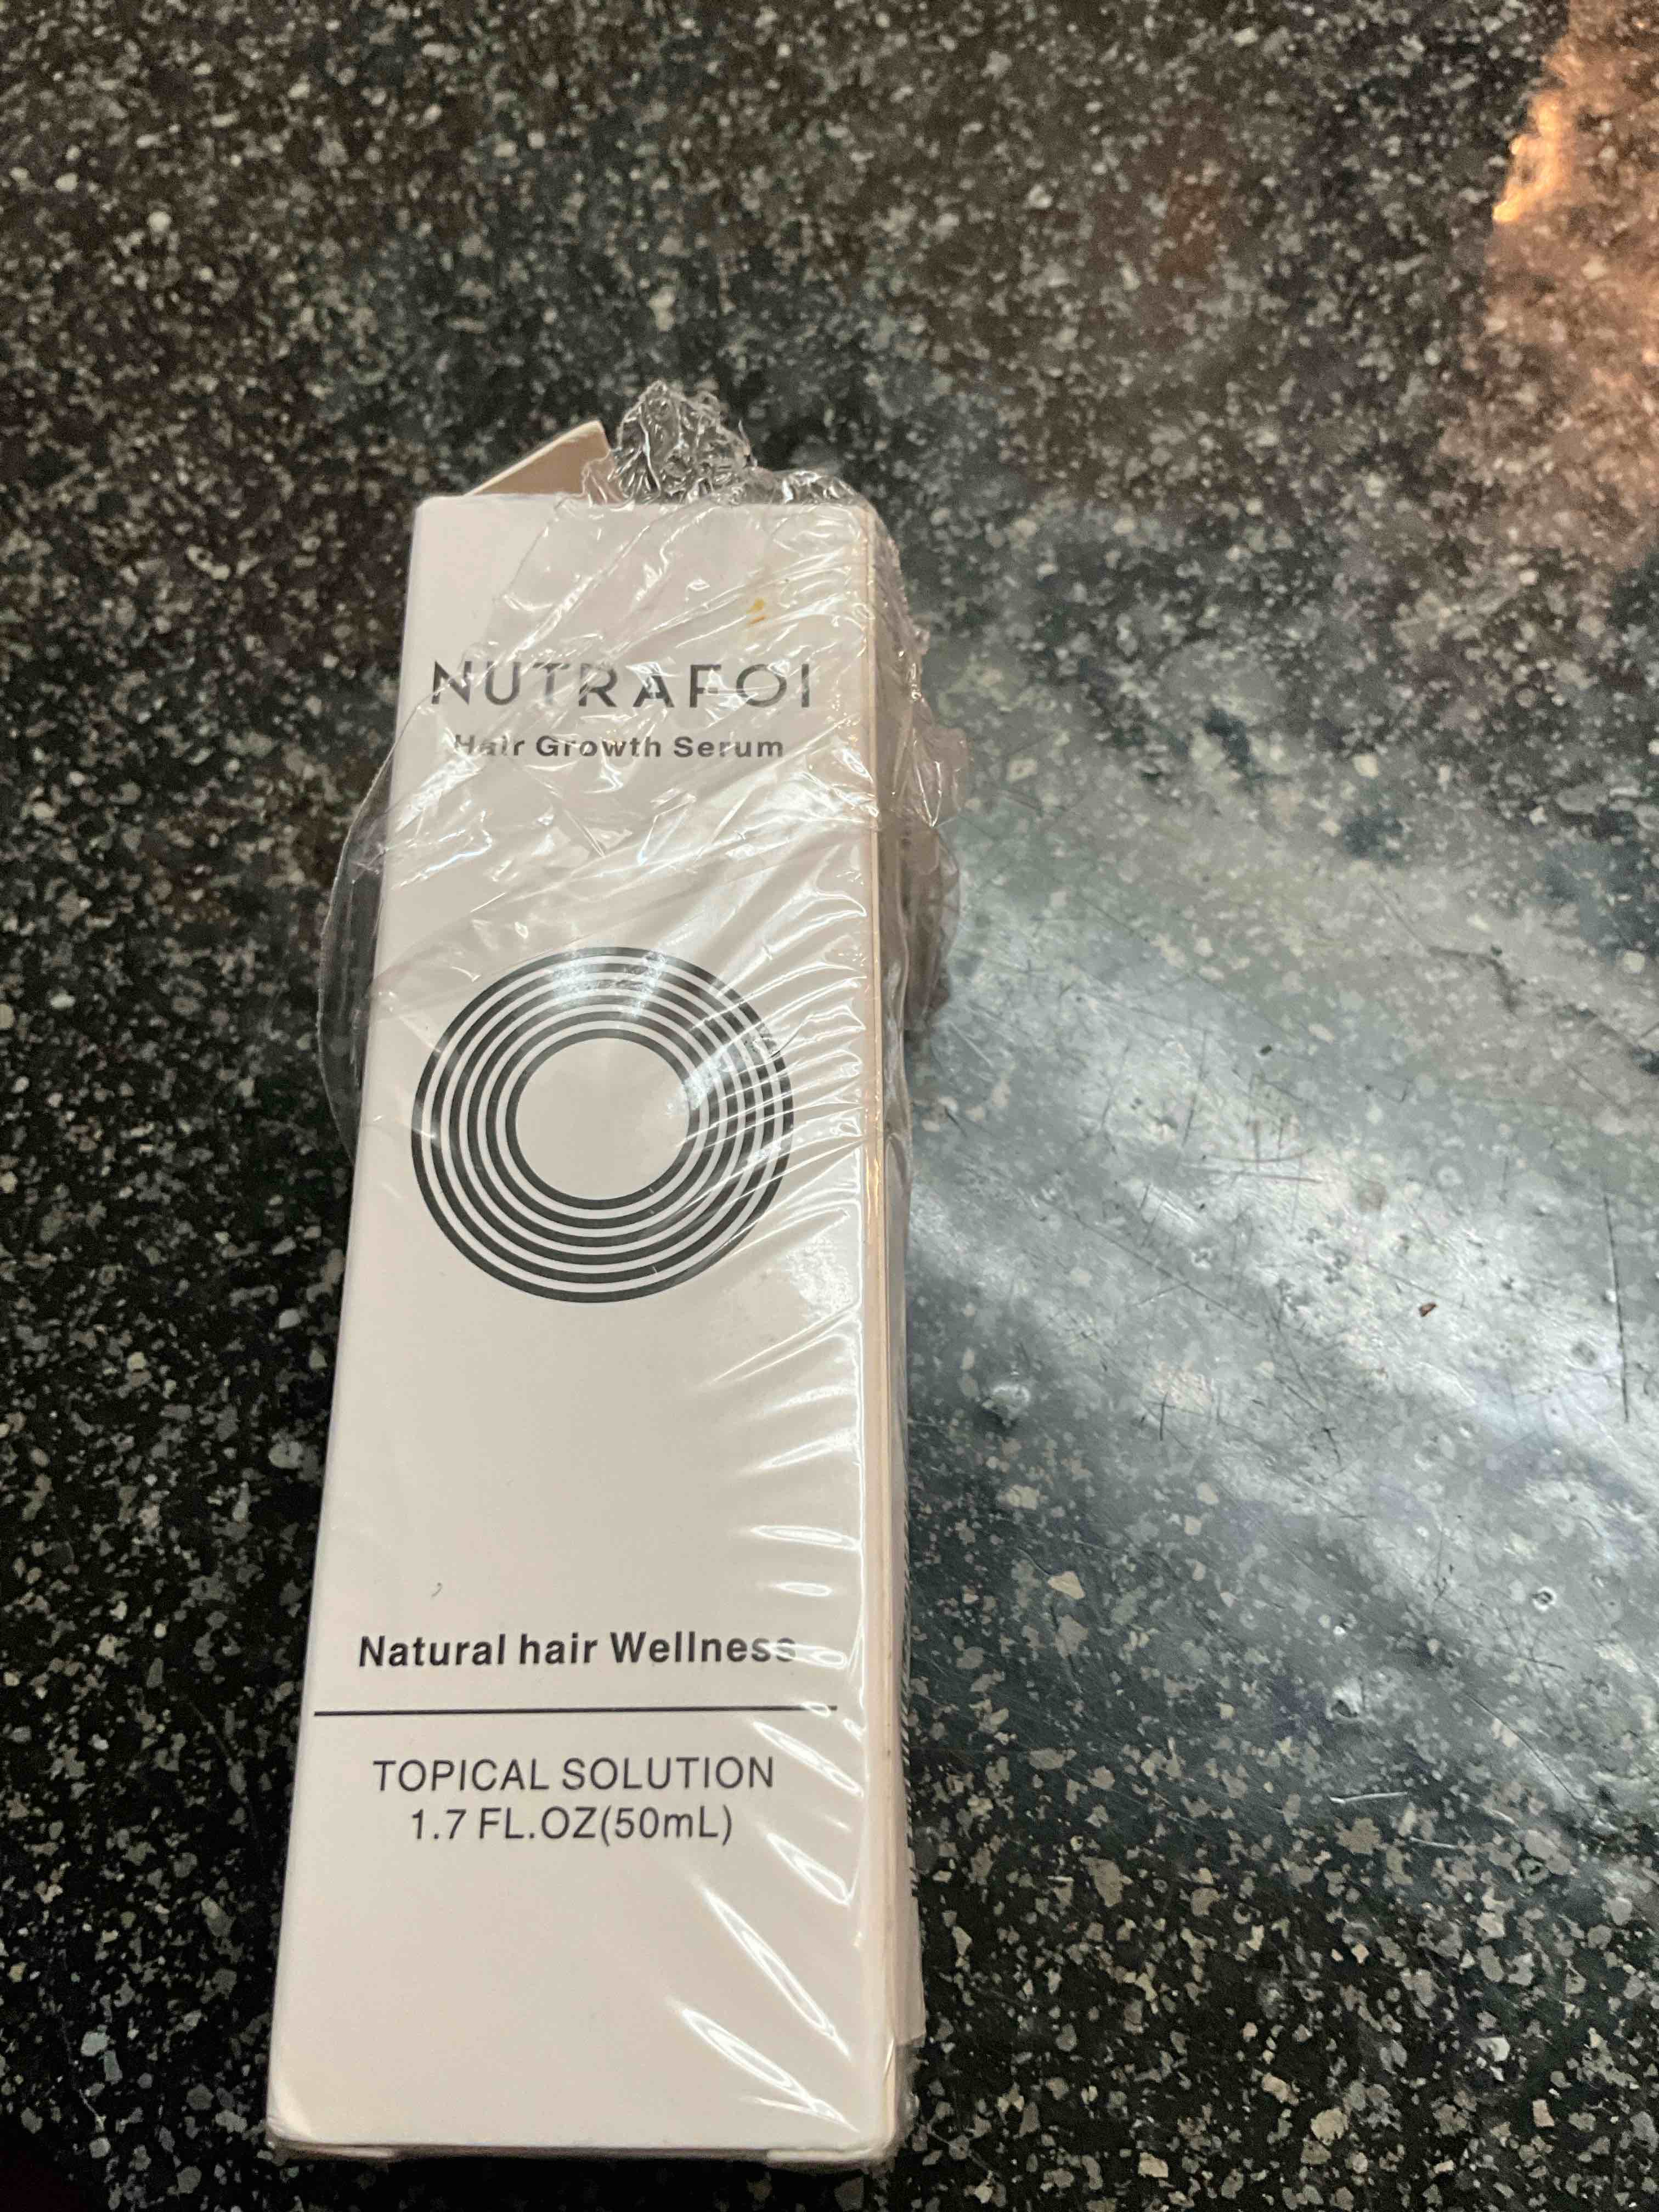 NUTRAFOI
Hair Growth Serum
Natural hair Wellness
TOPICAL SOLUTION
1.7 FL.OZ(50mL)